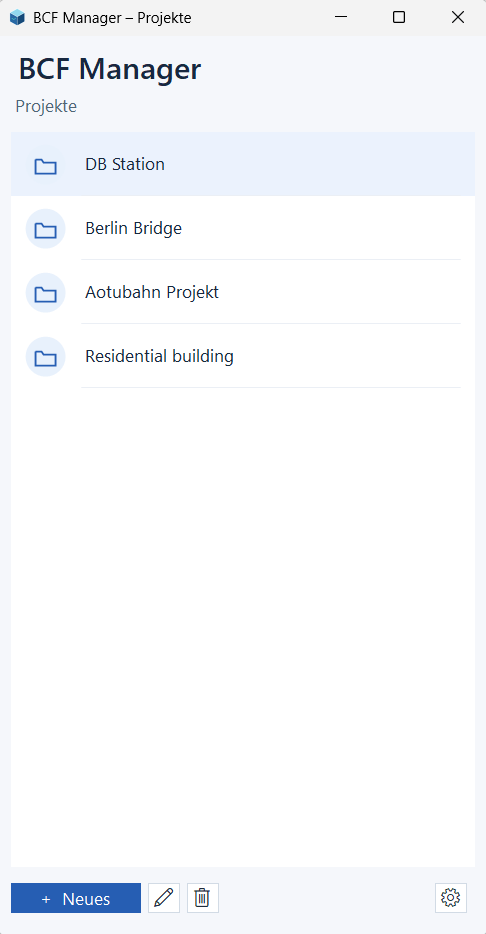 BCF Manager – Projekte
BCF Manager
Projekte
DB Station
Berlin Bridge
Aotubahn Projekt
Residential building
+ Neues